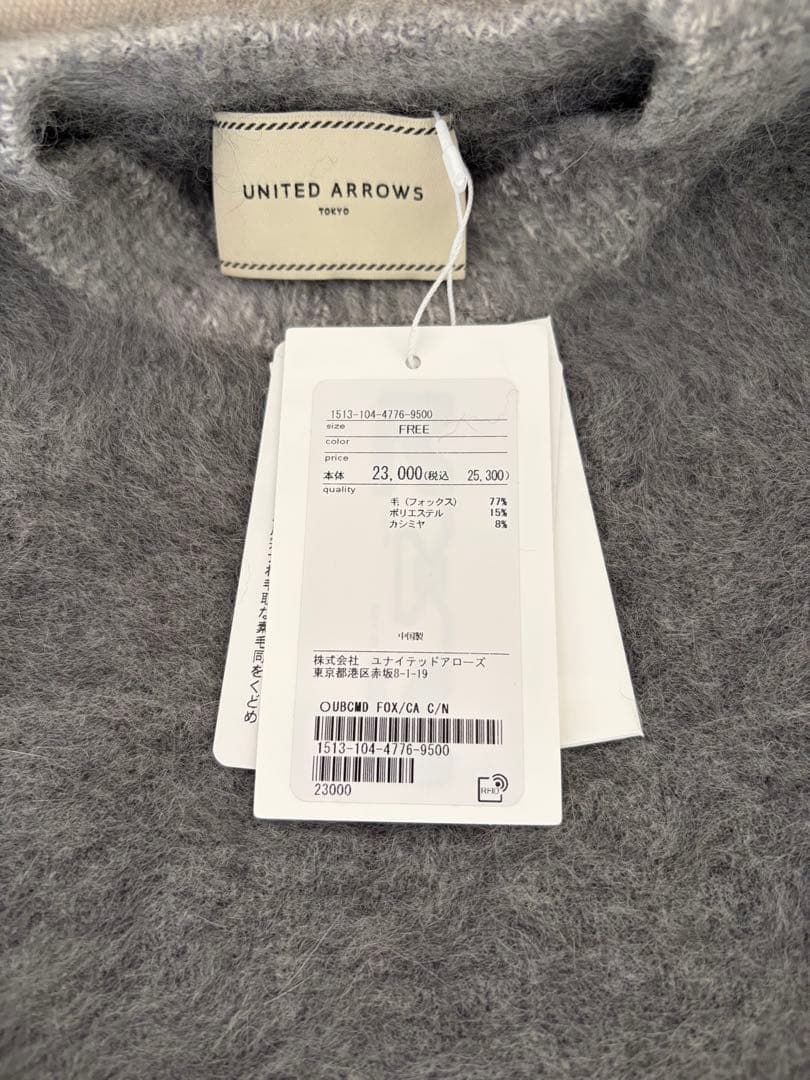 UNITED ARROWS
TOKYO
1513-104-4776-9500
size FREE
color
price
本体 23,000(税込 25,300)
quality
毛(フォックス) 77%
ポリエステル 15%
カシミヤ 8%
中国製
株式会社 ユナイテッドアローズ
東京都港区赤坂8-1-19
〇UBCMD FOX/CA C/N
1513-104-4776-9500
23000
RFID